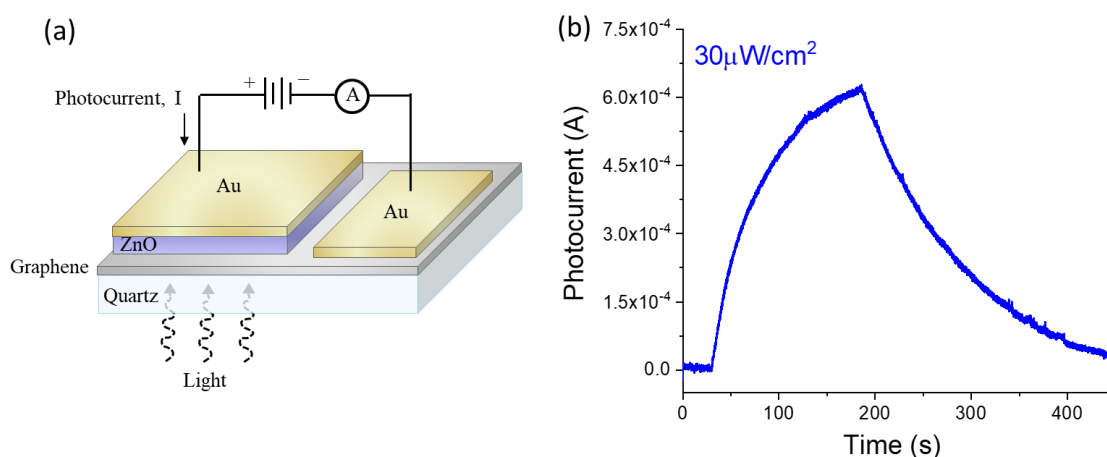 (a)
+ −
A
Photocurrent, I
Au
Au
ZnO
Graphene
Quartz
Light
(b)
30μW/cm²
7.5x10⁻⁴
6.0x10⁻⁴
4.5x10⁻⁴
3.0x10⁻⁴
1.5x10⁻⁴
0.0
Photocurrent (A)
0 100 200 300 400
Time (s)